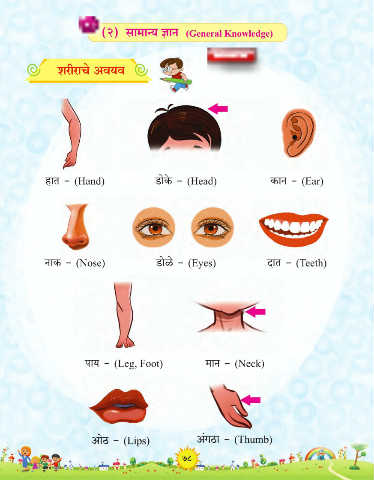 (२) सामान्य ज्ञान (General Knowledge)
शरीराचे अवयव
हात - (Hand)
डोके - (Head)
कान - (Ear)
नाक - (Nose)
डोळे - (Eyes)
दात - (Teeth)
पाय - (Leg, Foot)
मान - (Neck)
ओठ - (Lips)
अंगठा - (Thumb)
७८